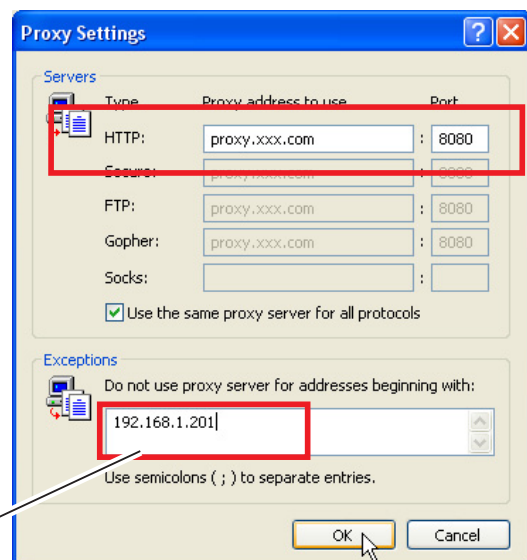 Proxy Settings
Servers
Type Proxy address to use Port
HTTP: proxy.xxx.com : 8080
Secure: proxy.xxx.com : 8080
FTP: proxy.xxx.com : 8080
Gopher: proxy.xxx.com : 8080
Socks: :
Use the same proxy server for all protocols
Exceptions
Do not use proxy server for addresses beginning with:
192.168.1.201
Use semicolons ( ; ) to separate entries.
OK Cancel